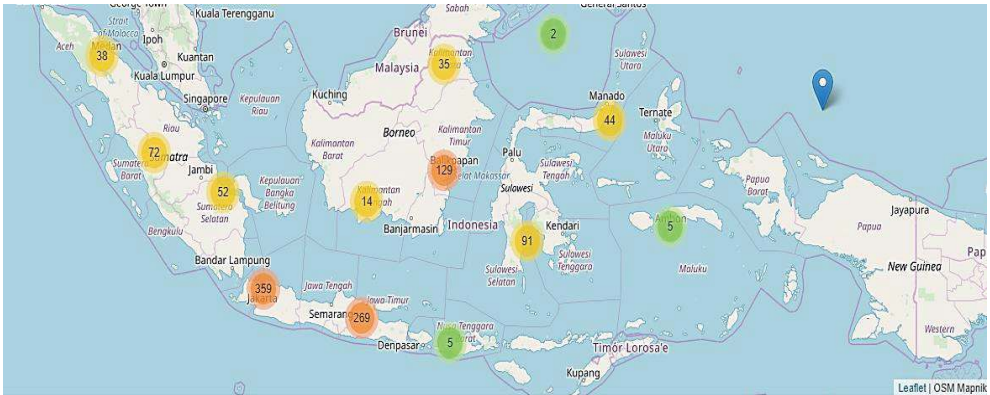 Kuala Terengganu
Strait
of Malacca
Ipoh
Aceh
Medan
38
Kuantan
Kuala Lumpur
Brunei
Sabah
Kalimantan
35
Malaysia
2
Sulawesi
Utara
Singapore
Kepulauan
Riau
Kuching
Manado
44
Ternate
Maluku
Utara
Riau
Borneo
Kalimantan
Timur
Kalimantan
Barat
72
Sumatra
Sumatera
Barat
Jambi
Balikpapan
129
Selat Makassar
Palu
Sulawesi
Tengah
Papua
Barat
52
Sumatera
Selatan
Kepulauan
Bangka
Belitung
Kalimantan
Tengah
14
Sulawesi
Bengkulu
Banjarmasin
Indonesia
91
Kendari
Ambon
5
Jayapura
Papua
Bandar Lampung
Sulawesi
Tenggara
Sulawesi
Selatan
Maluku
New Guinea
Pap
359
Jakarta
Jawa Tengah
Jawa Timur
Semarang
269
Nusa Tenggara
Barat
5
Denpasar
Timor Lorosa'e
Kupang
Western
Leaflet | OSM Mapnik